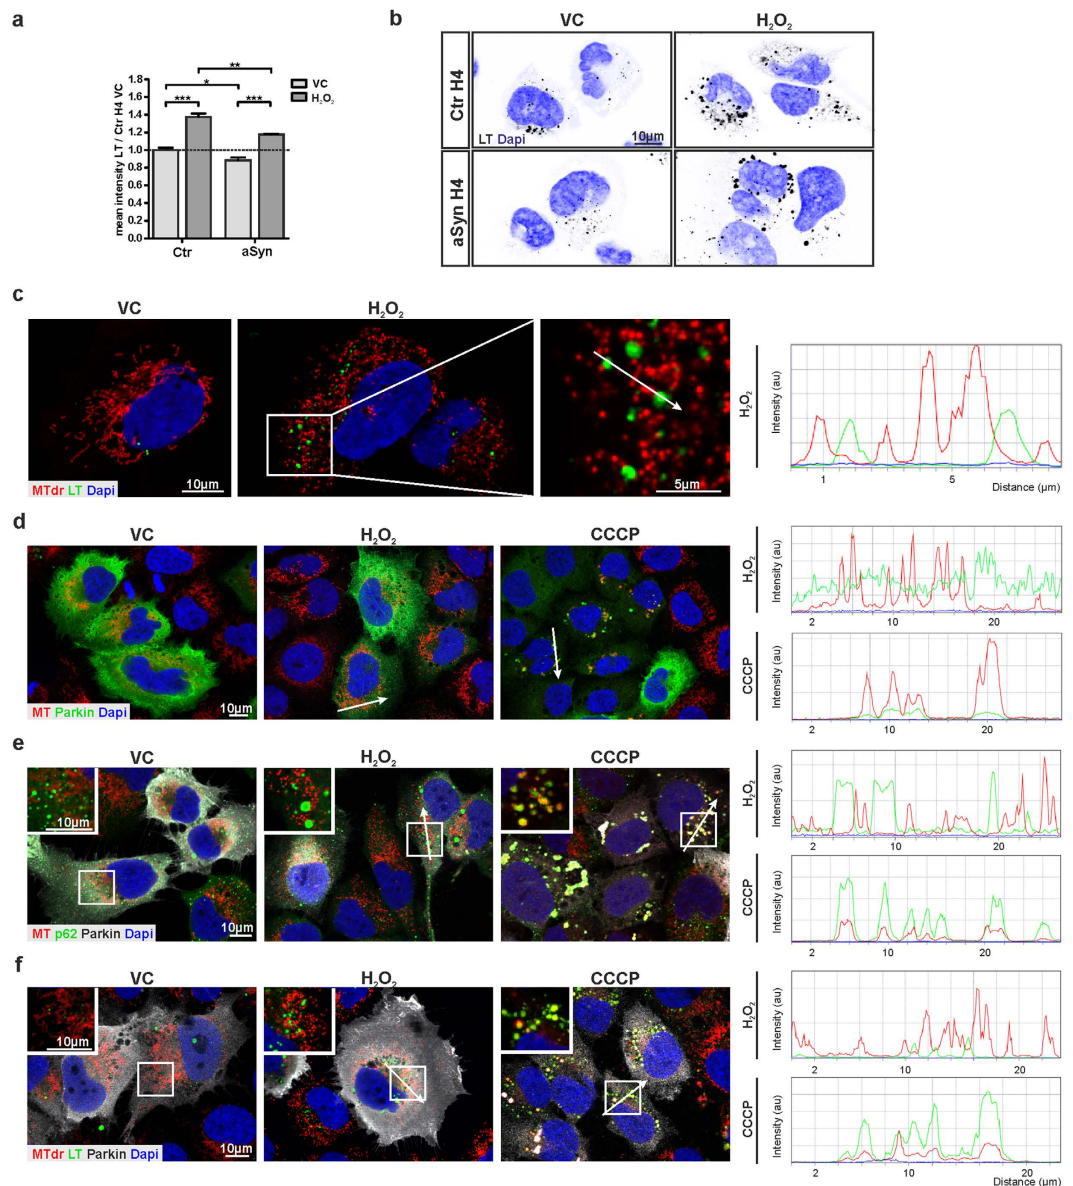 a
mean intensity LT / Ctr H4 VC
1.6
1.4
1.2
1.0
0.8
0.6
0.4
0.2
0.0
*** * *** **
Ctr aSyn
VC
H₂O₂
b
VC H₂O₂
Ctr H4
aSyn H4
LT Dapi 10µm
c
VC H₂O₂
MTdr LT Dapi 10µm
5µm
H₂O₂
Intensity (au)
1 5
Distance (µm)
d
VC H₂O₂ CCCP
MT Parkin Dapi 10µm
H₂O₂
Intensity (au)
2 10 20
CCCP
Intensity (au)
2 10 20
e
VC H₂O₂ CCCP
10µm
MT p62 Parkin Dapi 10µm
H₂O₂
Intensity (au)
2 10 20
CCCP
Intensity (au)
2 10 20
f
VC H₂O₂ CCCP
10µm
MTdr LT Parkin Dapi 10µm
H₂O₂
Intensity (au)
2 10 20
CCCP
Intensity (au)
2 10 20
Distance (µm)